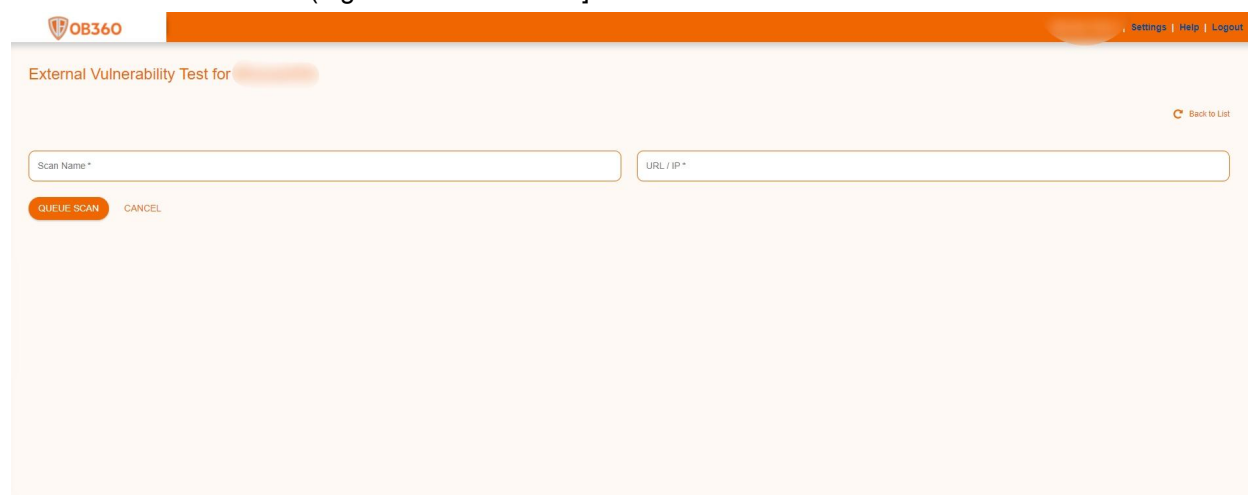 OB360
, Settings | Help | Logout
External Vulnerability Test for
Back to List
Scan Name *
URL / IP *
QUEUE SCAN CANCEL